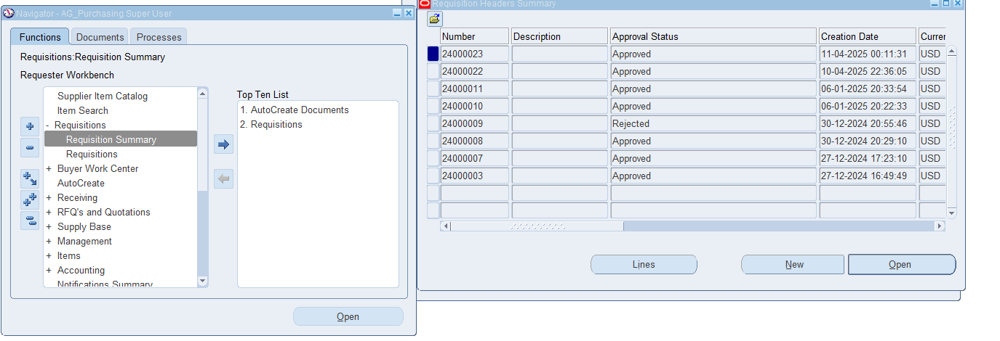 Navigator - AG_Purchasing Super User
Functions Documents Processes
Requisitions:Requisition Summary
Requester Workbench
Supplier Item Catalog
Item Search
- Requisitions
Requisition Summary
Requisitions
+ Buyer Work Center
AutoCreate
+ Receiving
+ RFQ's and Quotations
+ Supply Base
+ Management
+ Items
+ Accounting
Notifications Summary
Top Ten List
1. AutoCreate Documents
2. Requisitions
Open
Requisition Headers Summary
Number Description Approval Status Creation Date Curren
24000023 Approved 11-04-2025 00:11:31 USD
24000022 Approved 10-04-2025 22:36:05 USD
24000011 Approved 06-01-2025 20:33:54 USD
24000010 Approved 06-01-2025 20:22:33 USD
24000009 Rejected 30-12-2024 20:55:46 USD
24000008 Approved 30-12-2024 20:29:10 USD
24000007 Approved 27-12-2024 17:23:10 USD
24000003 Approved 27-12-2024 16:49:49 USD
Lines New Open